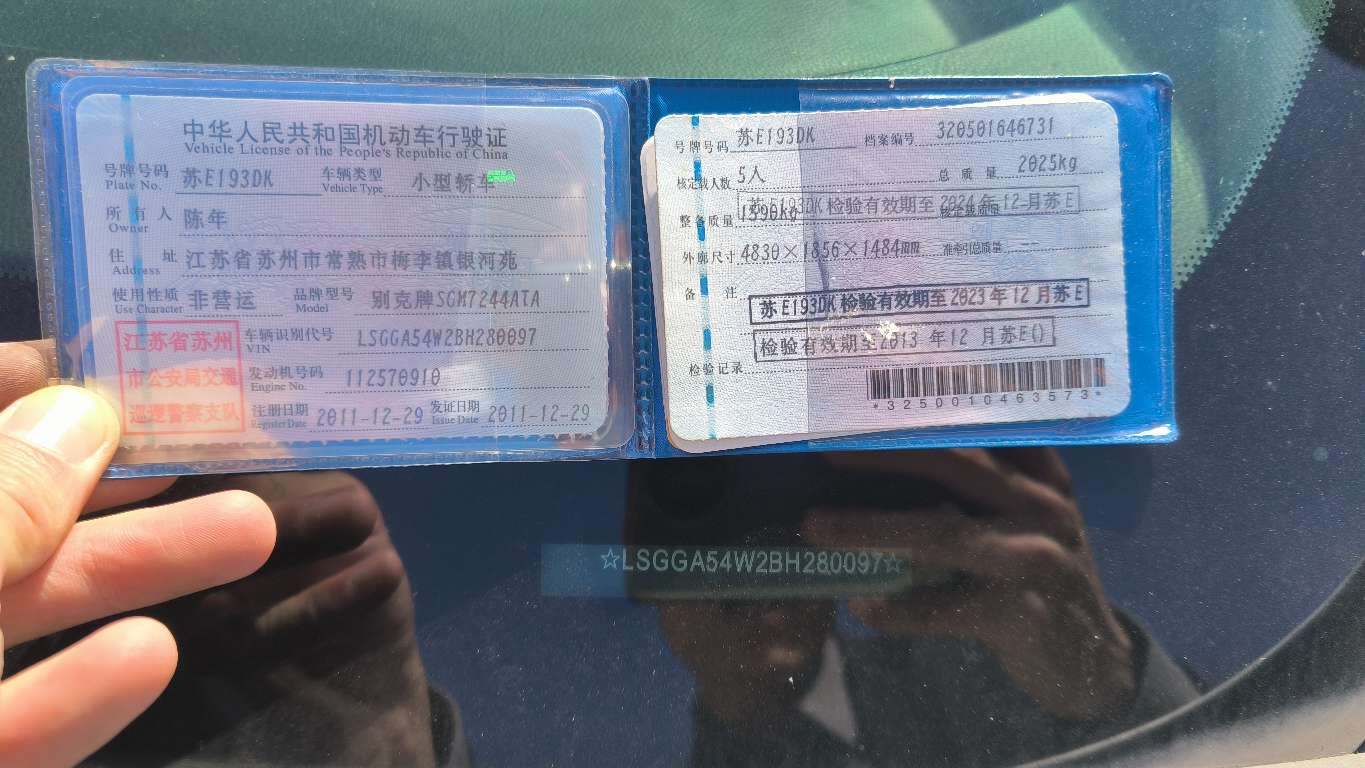 中华人民共和国机动车行驶证
Vehicle License of the People's Republic of China
号牌号码 苏E193DK 车辆类型 小型轿车
Plate No. Vehicle Type
所有人 陈年
Owner
住址 江苏省苏州市常熟市梅李镇银河苑
Address
使用性质 非营运 品牌型号 别克牌SGM7244ATA
Use Character Model
江苏省苏州
市公安局交通
巡逻警察支队
车辆识别代号 LSGGA54W2BH280097
VIN
发动机号码 112570910
Engine No.
注册日期 2011-12-29 发证日期 2011-12-29
Register Date Issue Date
号牌号码 苏E193DK 档案编号 320501646731
核定载人数 5人 总质量 2025kg
苏E193DK检验有效期至2024年12月苏E
整备质量 1590kg 核定载质量
外廓尺寸 4830×1856×1484mm 准牵引总质量 --
备注
苏E193DK检验有效期至2023年12月苏E
检验有效期至2013年12月苏E()
检验记录
*3250010463573*
☆LSGGA54W2BH280097☆